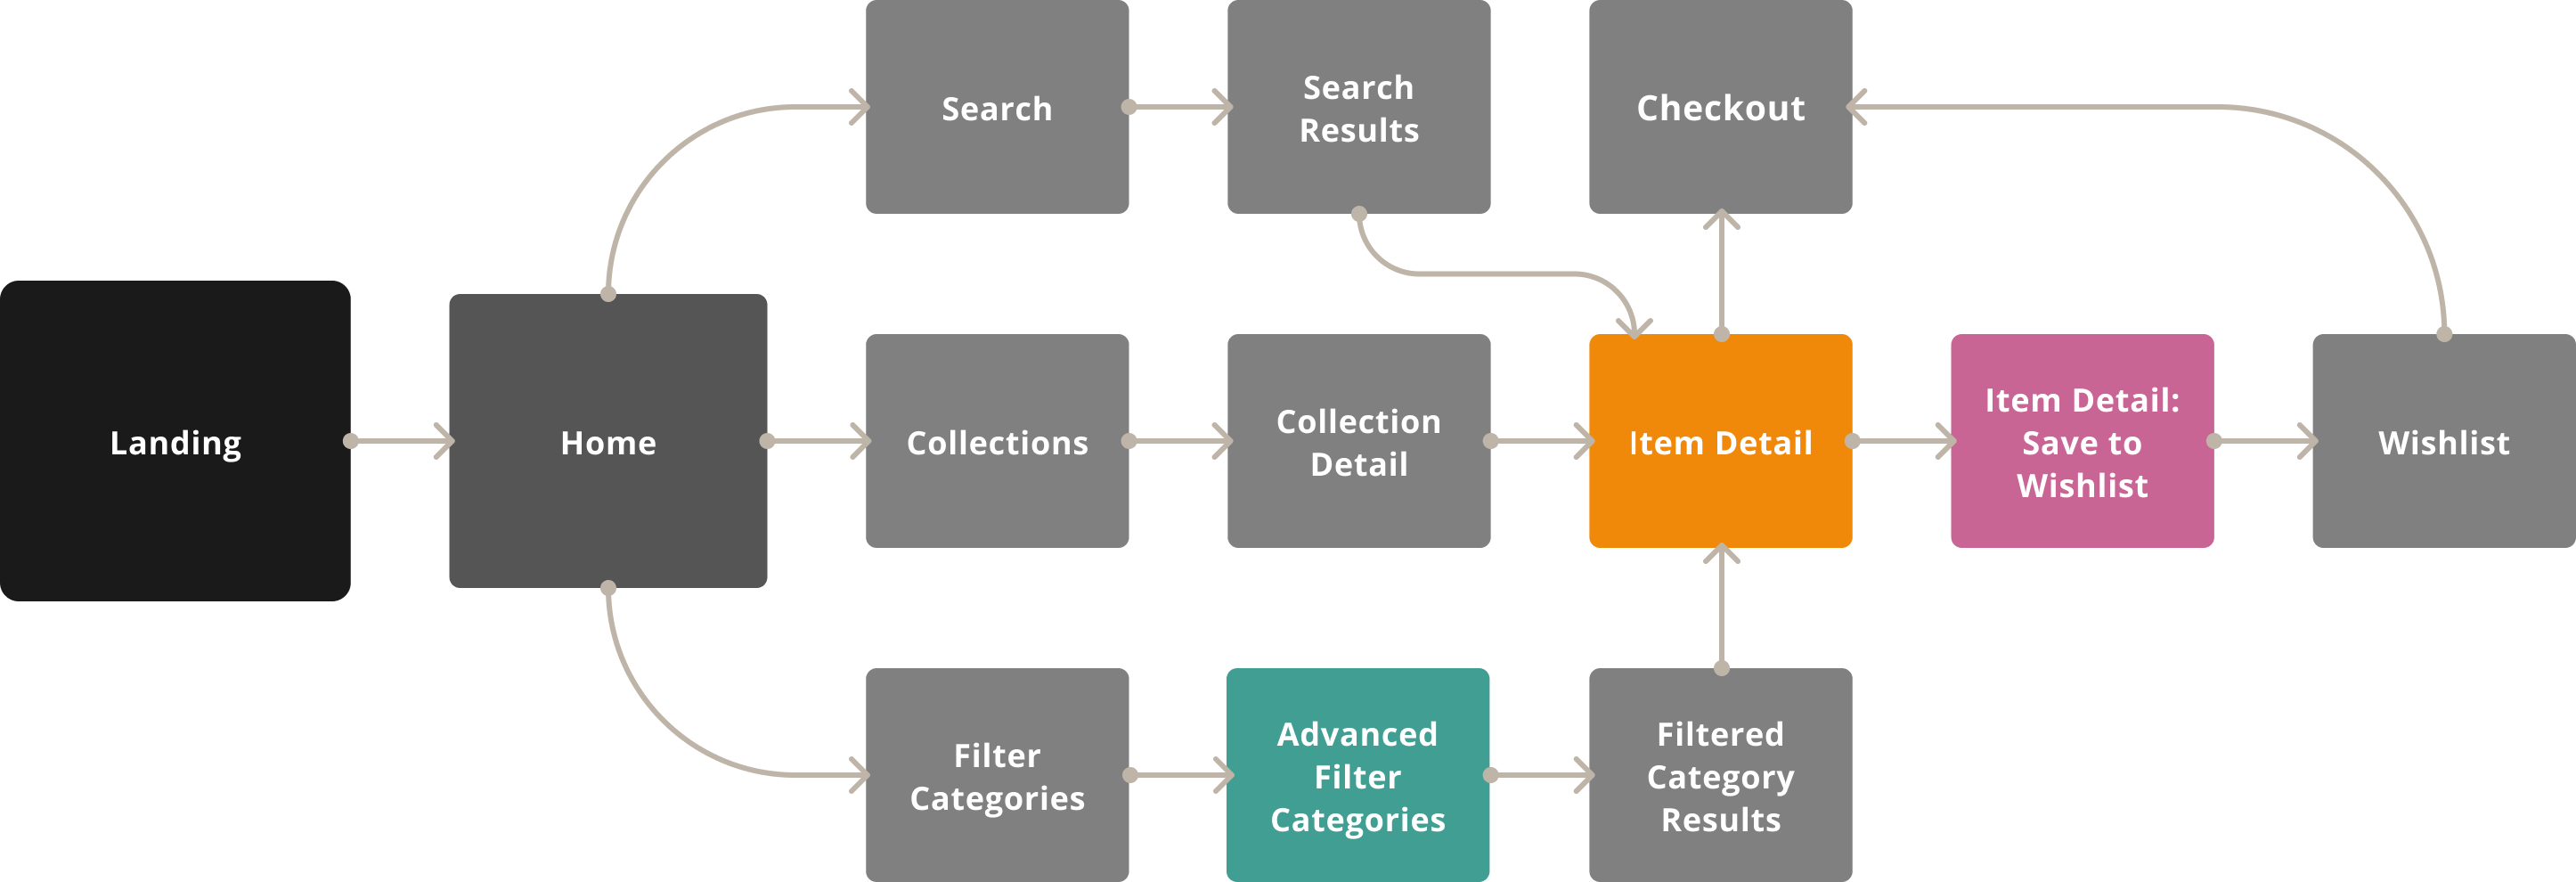 Search
Search
Results
Checkout
Landing
Home
Collections
Collection
Detail
Item Detail
Item Detail:
Save to
Wishlist
Wishlist
Filter
Categories
Advanced
Filter
Categories
Filtered
Category
Results